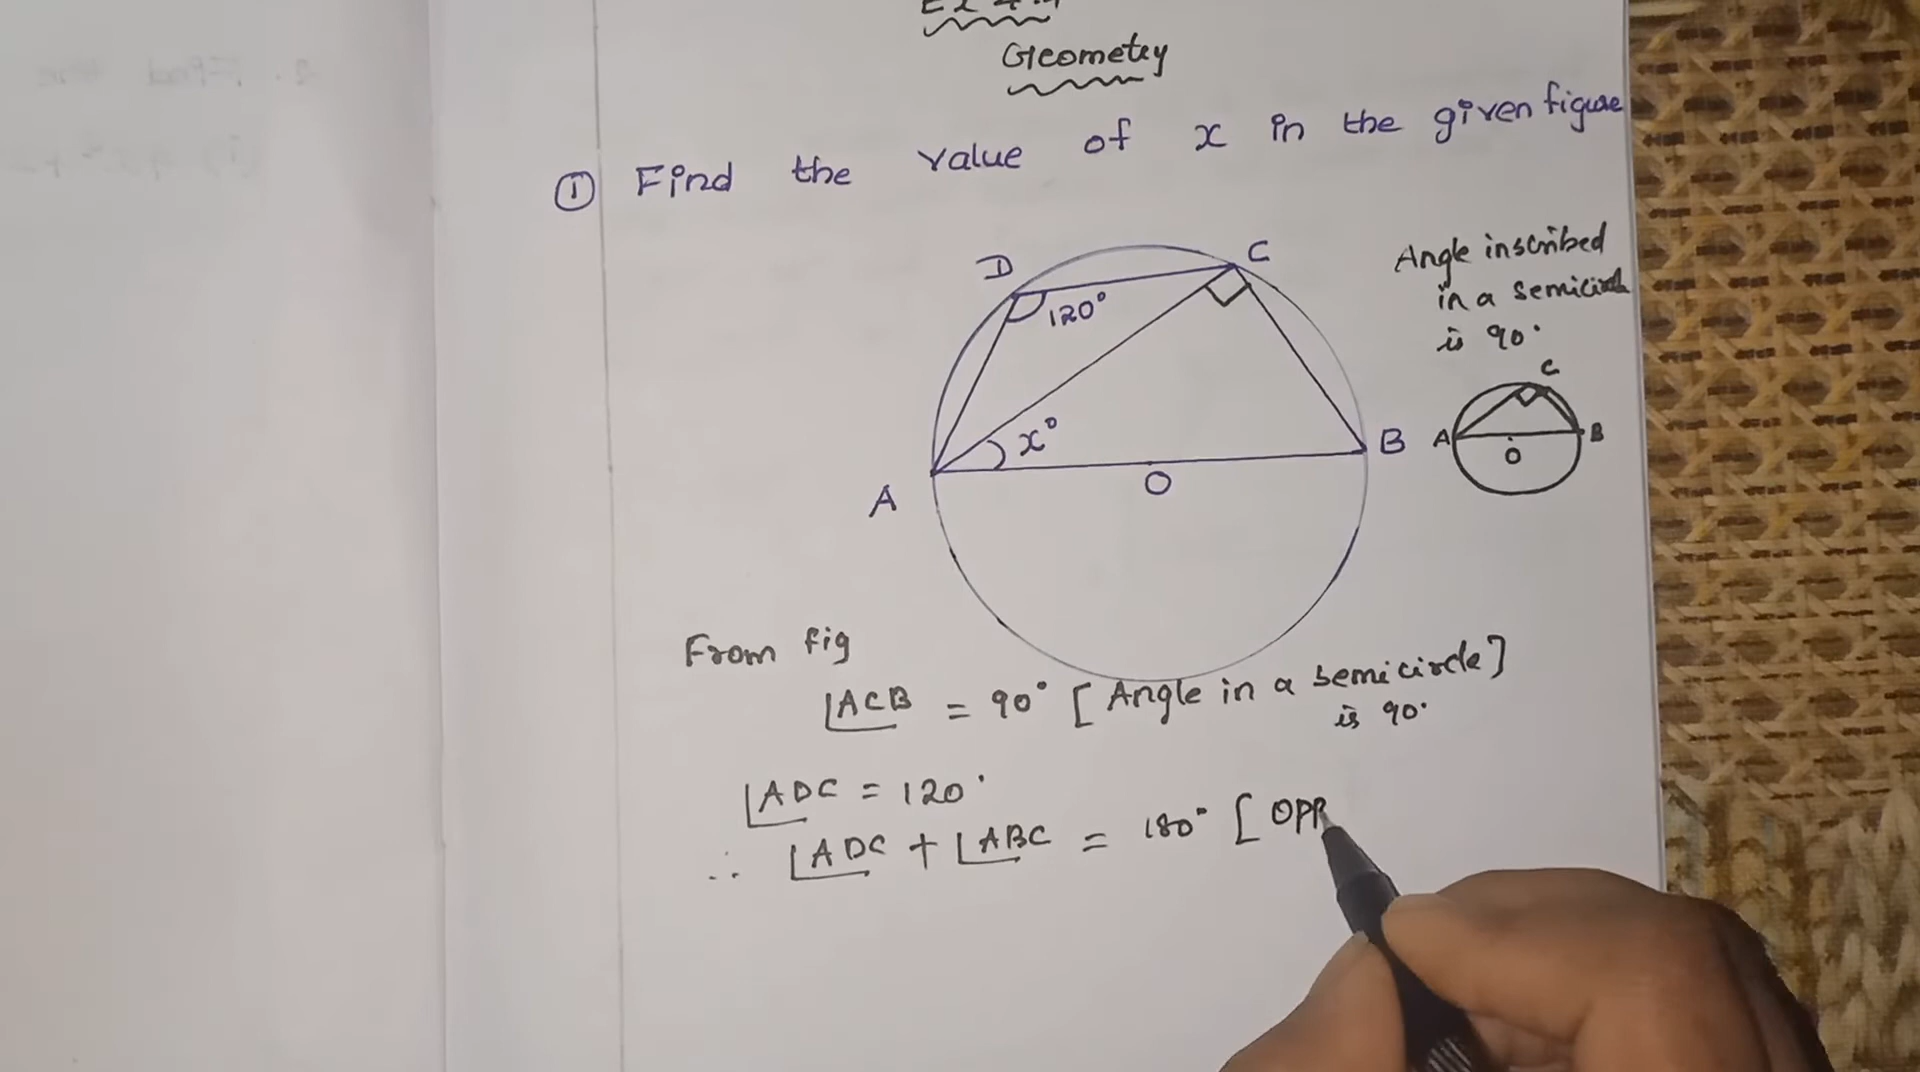 Geometry
① Find the value of x in the given figure
D
C
120°
x°
A
B
O
Angle inscribed
in a semicircle
is 90°
C
A
B
O
From fig
∠ACB = 90° [Angle in a semicircle]
is 90°
∠ADC = 120°
∴ ∠ADC + ∠ABC = 180° [OPP